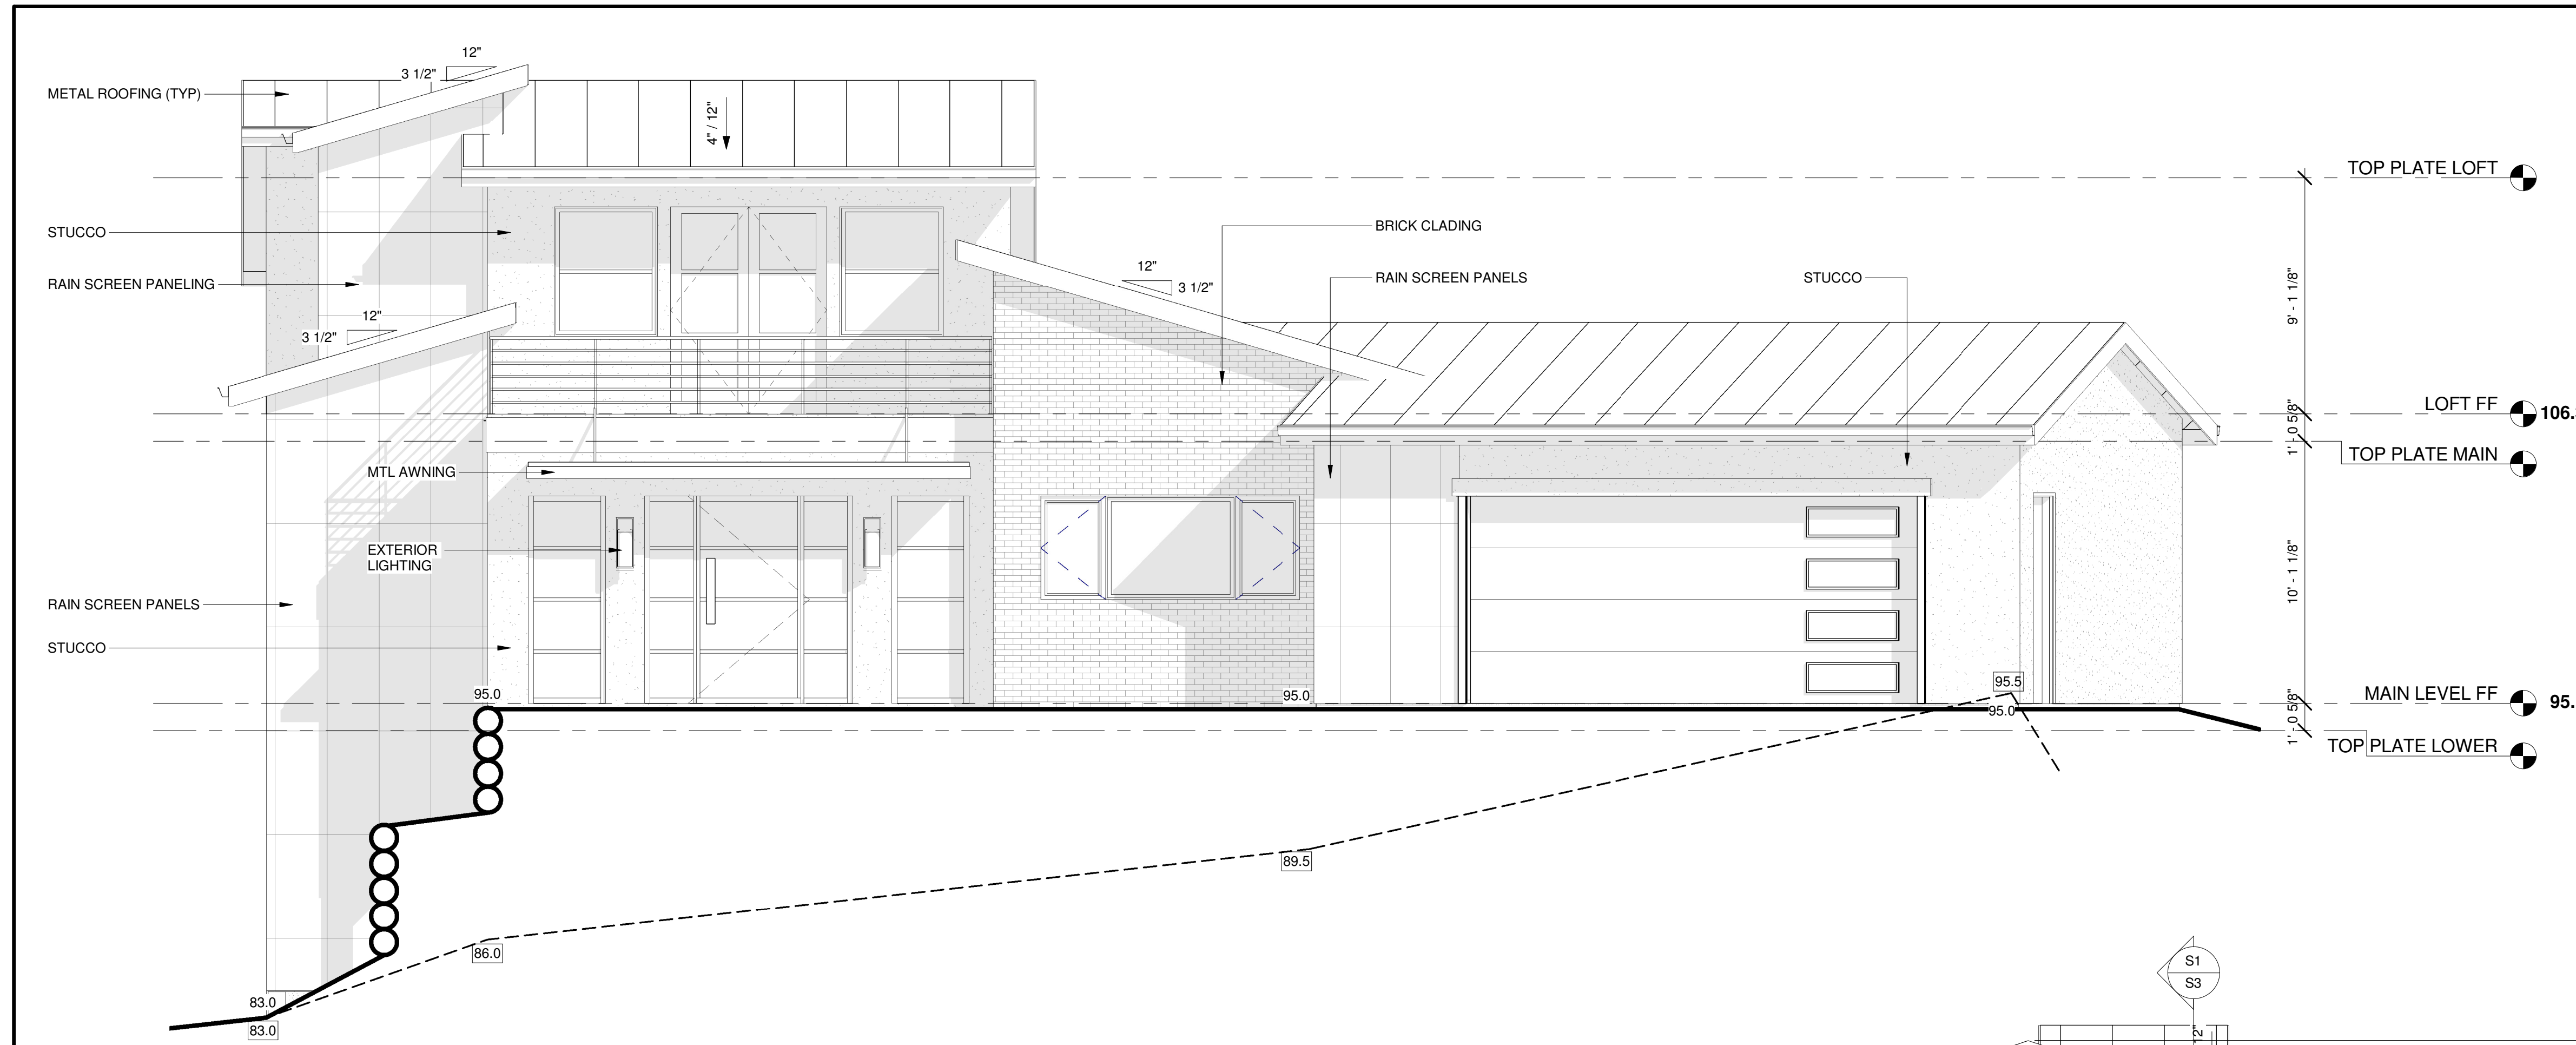 12"
3 1/2"
METAL ROOFING (TYP)
4" / 12"
TOP PLATE LOFT
STUCCO
BRICK CLADING
12"
3 1/2"
RAIN SCREEN PANELS
STUCCO
RAIN SCREEN PANELING
9' - 1 1/8"
12"
3 1/2"
LOFT FF
106.
1' - 0 5/8"
TOP PLATE MAIN
MTL AWNING
EXTERIOR
LIGHTING
10' - 1 1/8"
RAIN SCREEN PANELS
STUCCO
95.0
95.0
95.5
95.0
MAIN LEVEL FF
95.
1' - 0 5/8"
TOP PLATE LOWER
89.5
86.0
S1
S3
83.0
83.0
12"